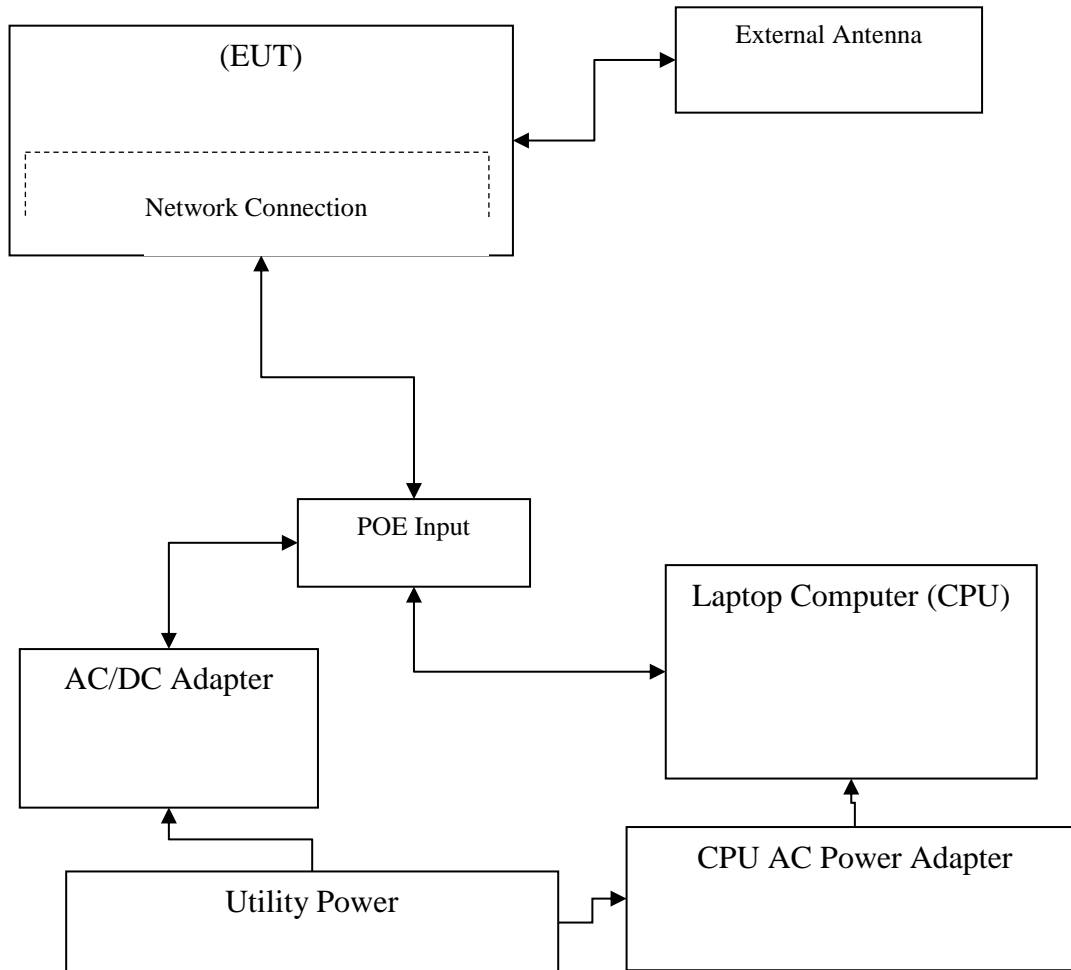 (EUT)
External Antenna
Network Connection
POE Input
Laptop Computer (CPU)
AC/DC Adapter
CPU AC Power Adapter
Utility Power